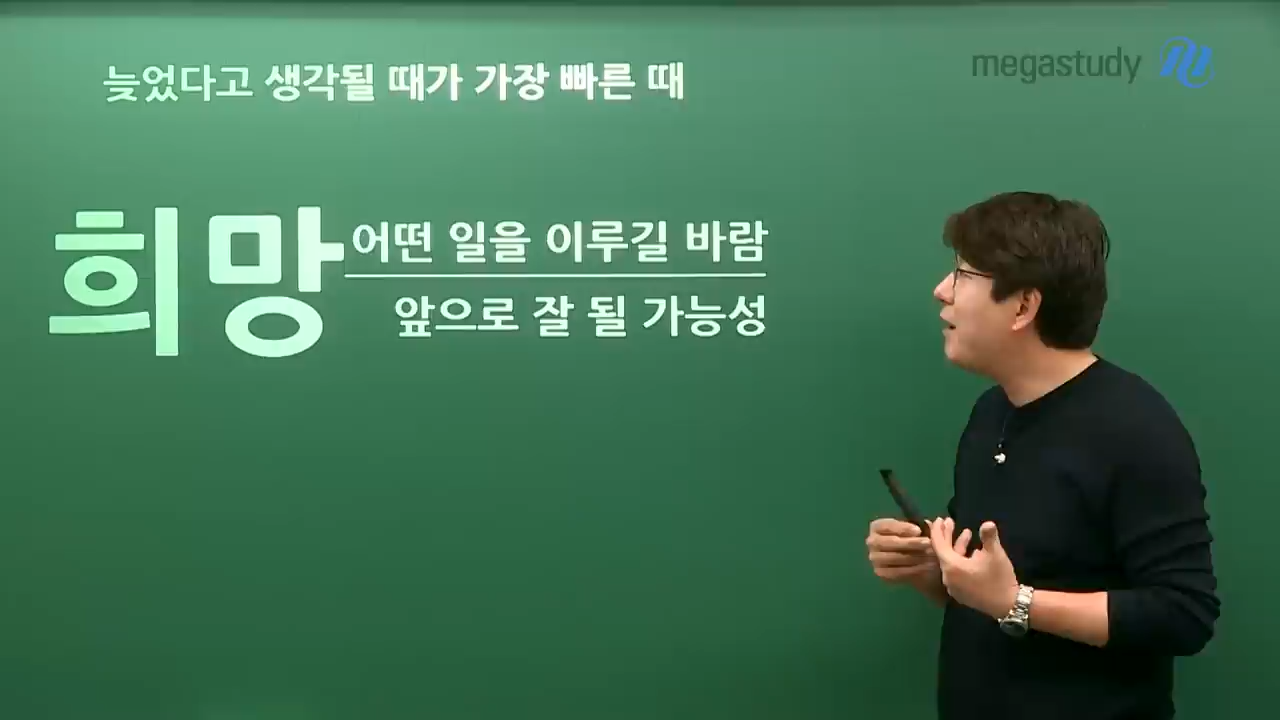 늦었다고 생각될 때가 가장 빠른 때
megastudy
희망
어떤 일을 이루길 바람
앞으로 잘 될 가능성